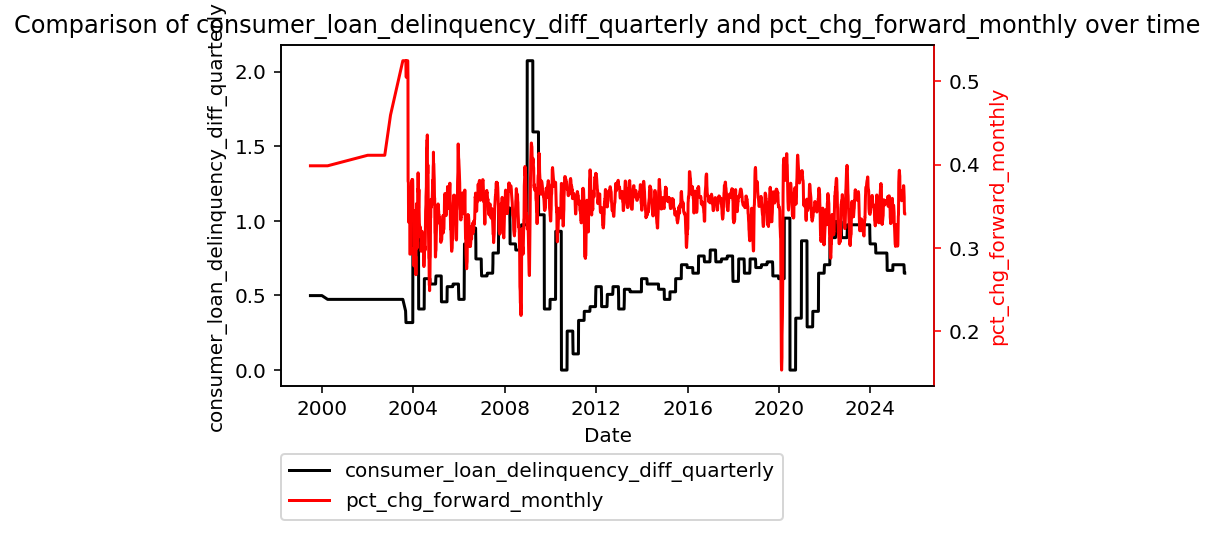 Comparison of consumer_loan_delinquency_diff_quarterly and pct_chg_forward_monthly over time
consumer_loan_delinquency_diff_quarterly
2.0
1.5
1.0
0.5
0.0
0.5
0.4
0.3
0.2
pct_chg_forward_monthly
2000 2004 2008 2012 2016 2020 2024
Date
consumer_loan_delinquency_diff_quarterly
pct_chg_forward_monthly